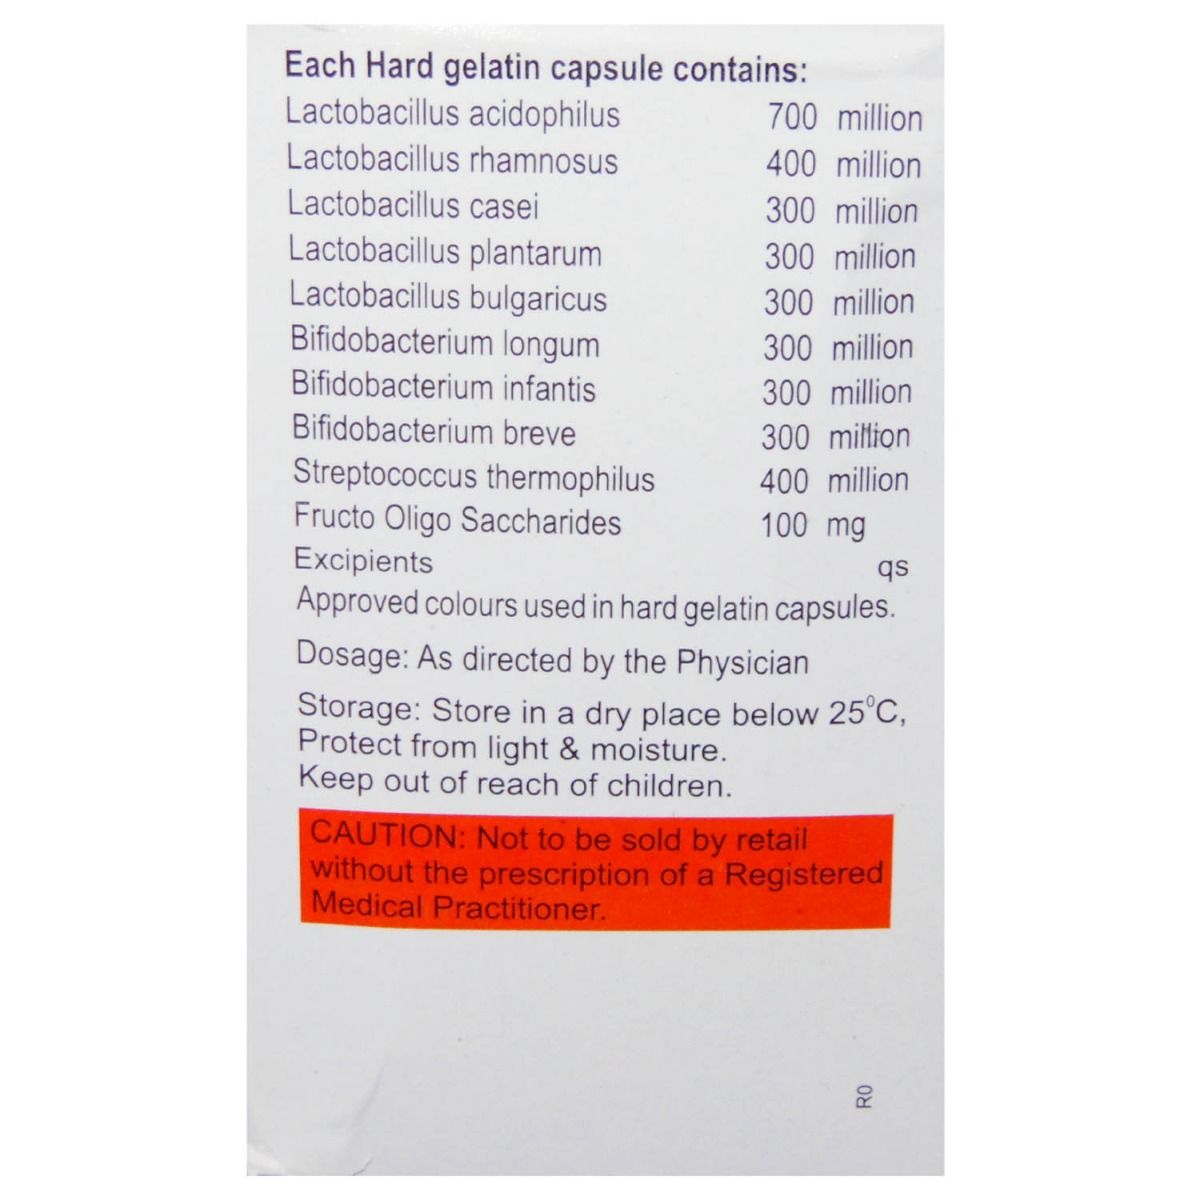 Each Hard gelatin capsule contains:
Lactobacillus acidophilus 700 million
Lactobacillus rhamnosus 400 million
Lactobacillus casei 300 million
Lactobacillus plantarum 300 million
Lactobacillus bulgaricus 300 million
Bifidobacterium longum 300 million
Bifidobacterium infantis 300 million
Bifidobacterium breve 300 million
Streptococcus thermophilus 400 million
Fructo Oligo Saccharides 100 mg
Excipients qs
Approved colours used in hard gelatin capsules.
Dosage: As directed by the Physician
Storage: Store in a dry place below 25⁰C,
Protect from light & moisture.
Keep out of reach of children.
CAUTION: Not to be sold by retail
without the prescription of a Registered
Medical Practitioner.
R0